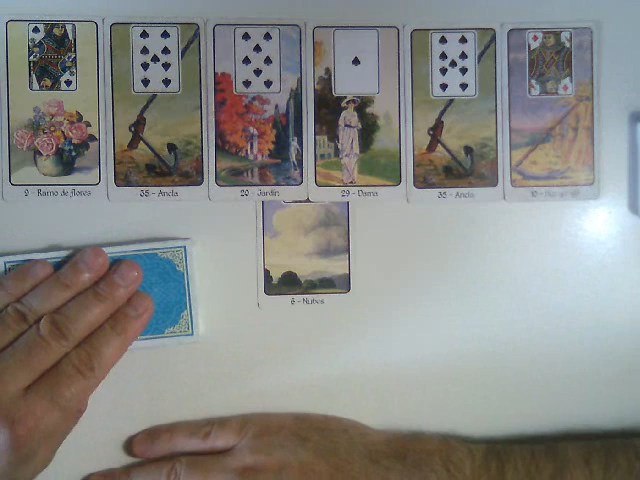 9 - Ramo de flores
35 - Ancla
20 - Jardín
29 - Dama
35 - Ancla
6 - Nubes